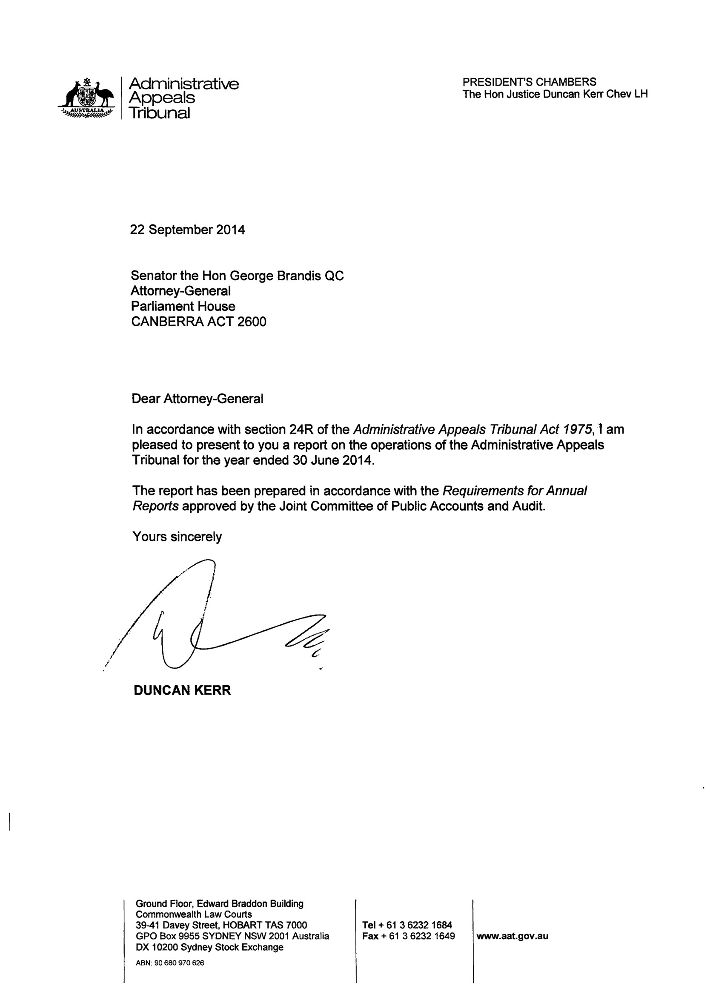 Administrative
Appeals
Tribunal
AUSTRALIA
PRESIDENT'S CHAMBERS
The Hon Justice Duncan Kerr Chev LH
22 September 2014
Senator the Hon George Brandis QC
Attorney-General
Parliament House
CANBERRA ACT 2600
Dear Attorney-General
In accordance with section 24R of the Administrative Appeals Tribunal Act 1975, I am
pleased to present to you a report on the operations of the Administrative Appeals
Tribunal for the year ended 30 June 2014.
The report has been prepared in accordance with the Requirements for Annual
Reports approved by the Joint Committee of Public Accounts and Audit.
Yours sincerely
DUNCAN KERR
Ground Floor, Edward Braddon Building
Commonwealth Law Courts
39-41 Davey Street, HOBART TAS 7000
GPO Box 9955 SYDNEY NSW 2001 Australia
DX 10200 Sydney Stock Exchange
ABN: 90 680 970 626
Tel + 61 3 6232 1684
Fax + 61 3 6232 1649
www.aat.gov.au